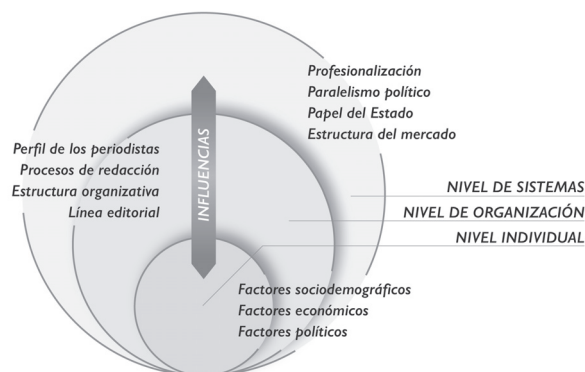 Profesionalización
Paralelismo político
Papel del Estado
Estructura del mercado
Perfil de los periodistas
Procesos de redacción
Estructura organizativa
Línea editorial
INFLUENCIAS
NIVEL DE SISTEMAS
NIVEL DE ORGANIZACIÓN
NIVEL INDIVIDUAL
Factores sociodemográficos
Factores económicos
Factores políticos